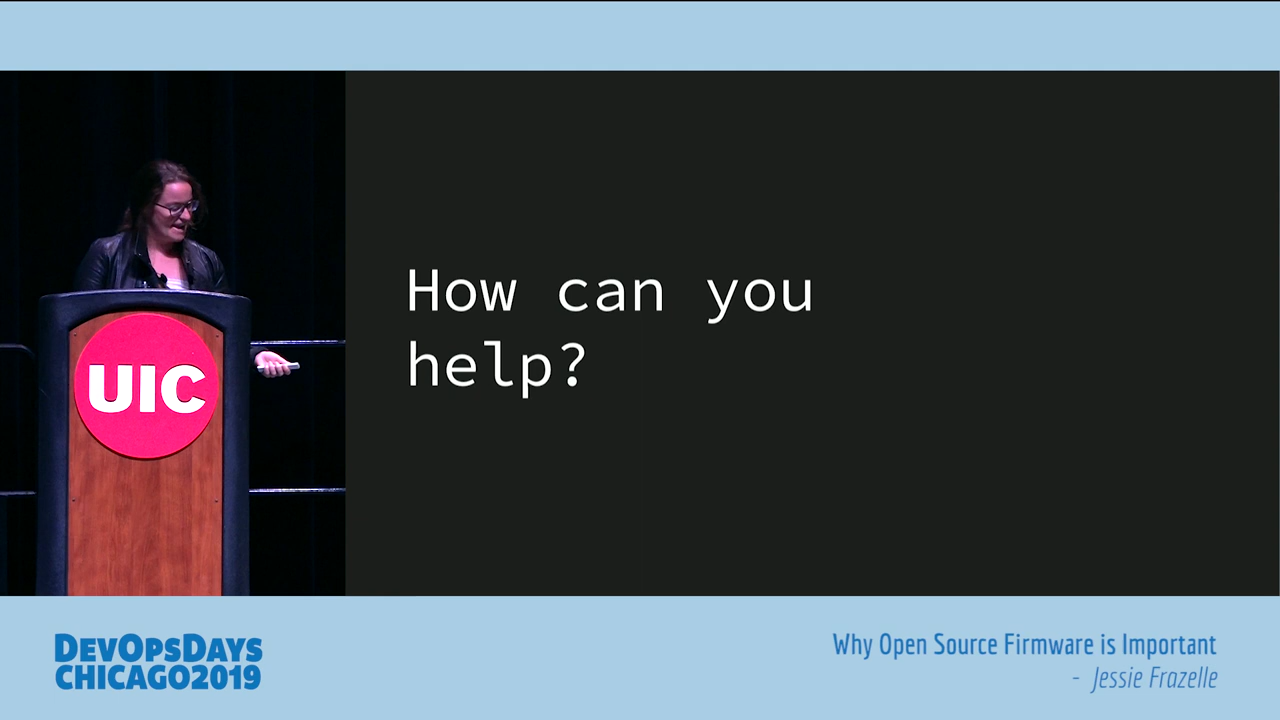 How can you
help?
UIC
DEVOPSDAYS
CHICAGO2019
Why Open Source Firmware is Important
- Jessie Frazelle